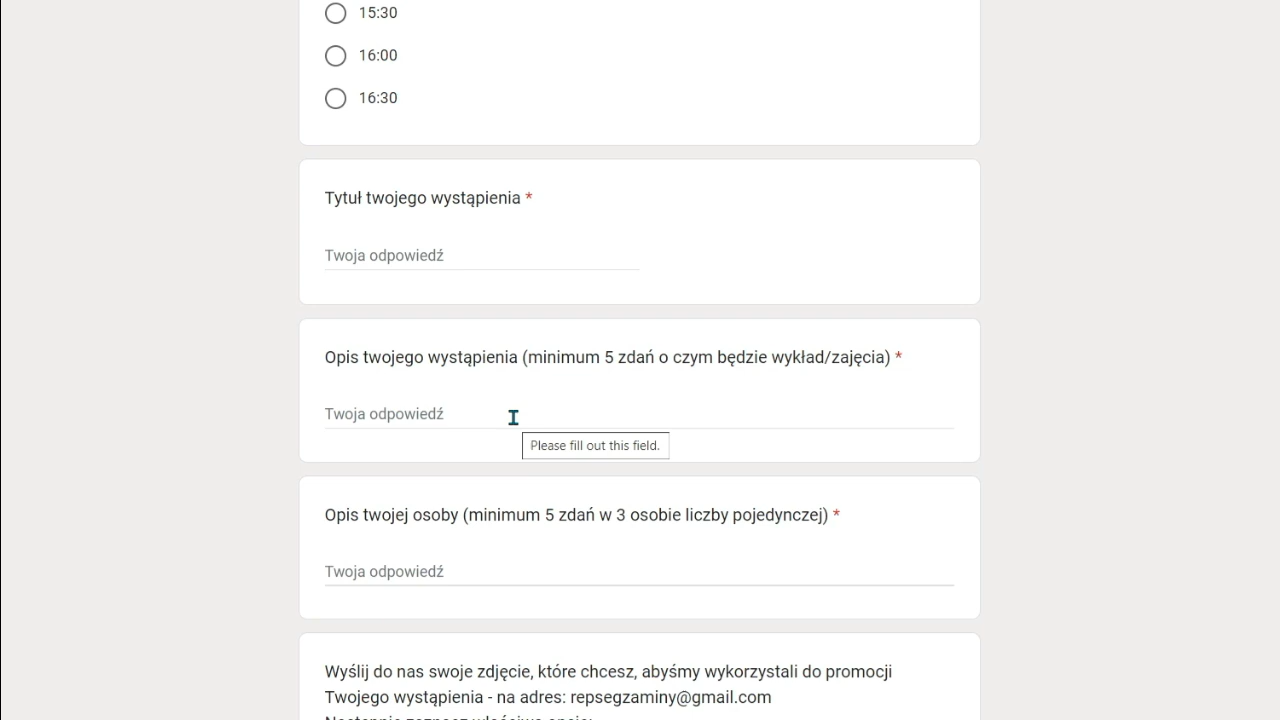 15:30
16:00
16:30
Tytuł twojego wystąpienia *
Twoja odpowiedź
Opis twojego wystąpienia (minimum 5 zdań o czym będzie wykład/zajęcia) *
Twoja odpowiedź
Please fill out this field.
Opis twojej osoby (minimum 5 zdań w 3 osobie liczby pojedynczej) *
Twoja odpowiedź
Wyślij do nas swoje zdjęcie, które chcesz, abyśmy wykorzystali do promocji
Twojego wystąpienia - na adres: repsegzaminy@gmail.com